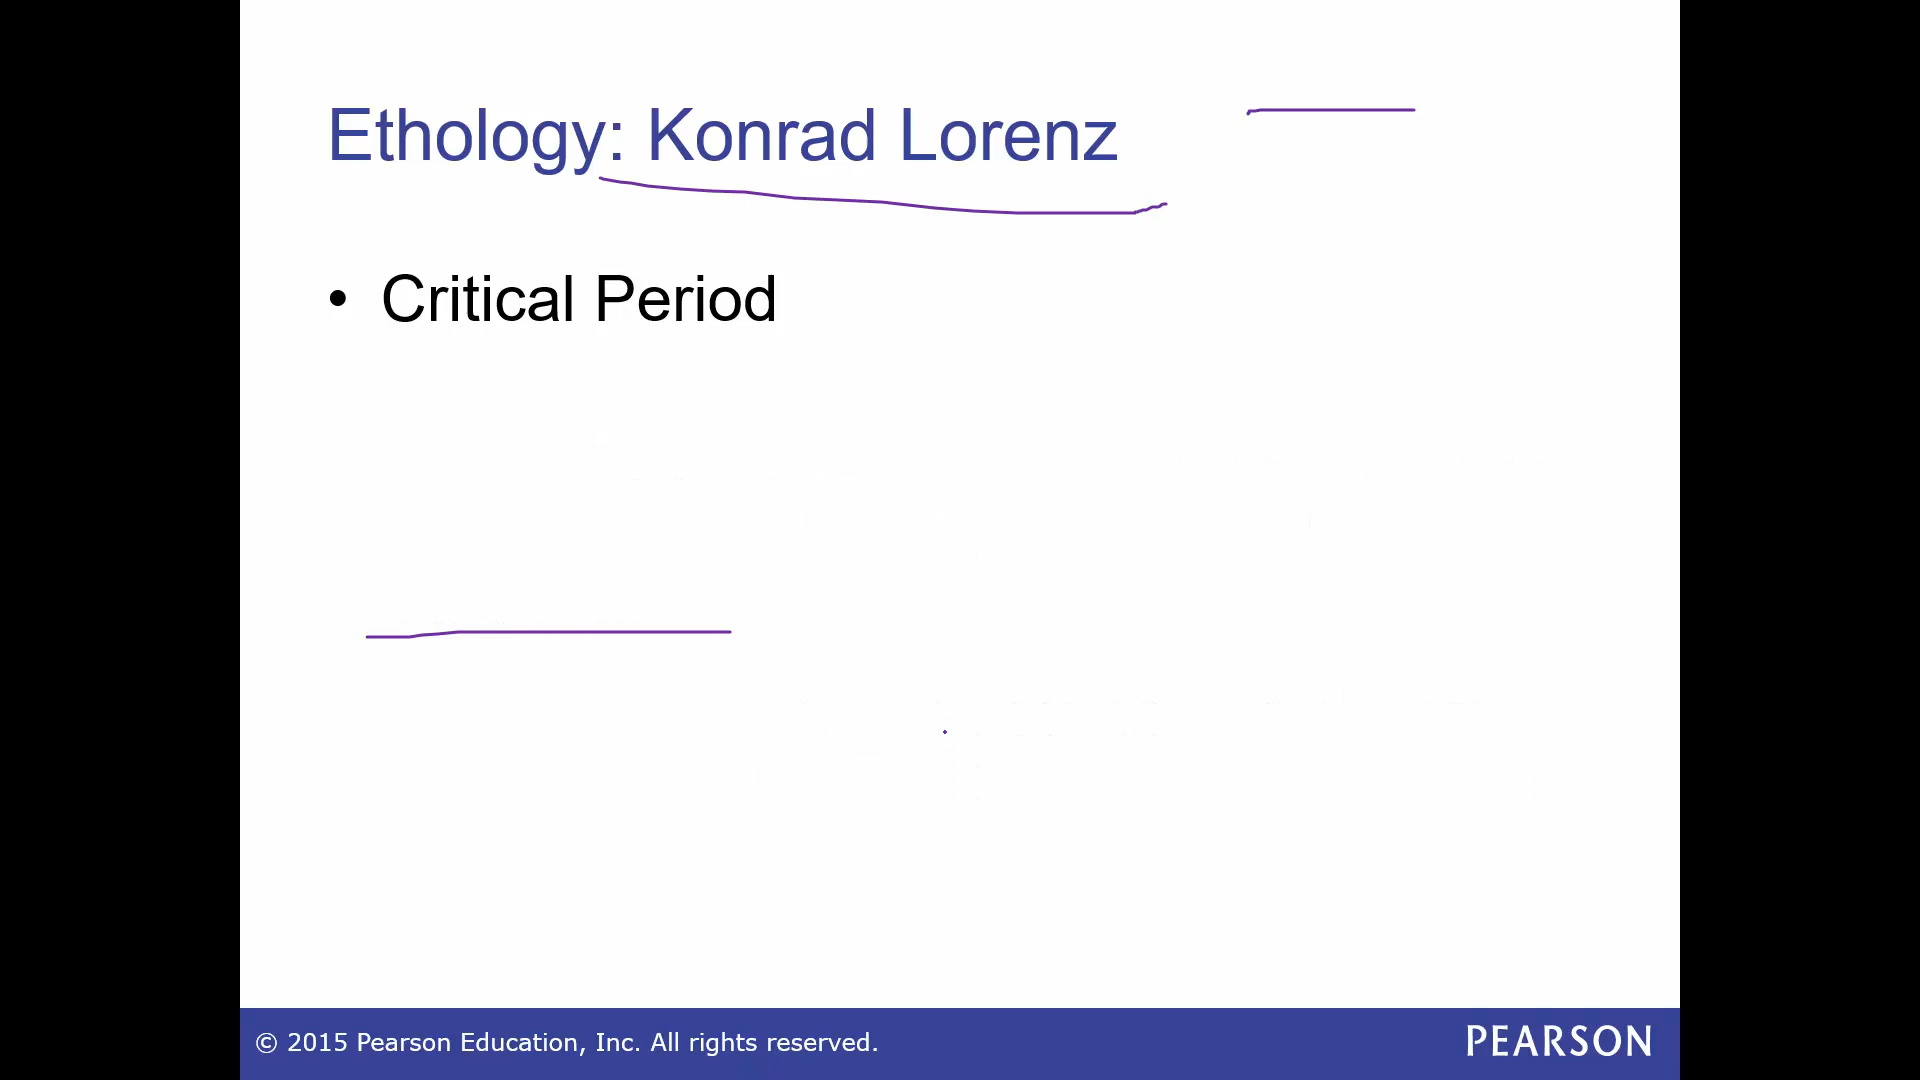 Ethology: Konrad Lorenz
• Critical Period
© 2015 Pearson Education, Inc. All rights reserved.
PEARSON